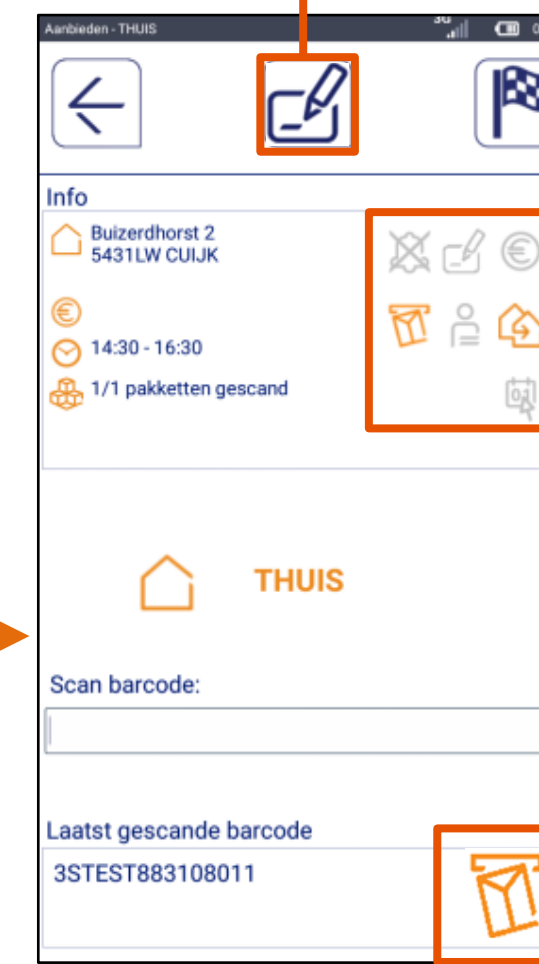 Aanbieden - THUIS
3G
Info
Buizerdhorst 2
5431LW CUIJK
14:30 - 16:30
1/1 pakketten gescand
THUIS
Scan barcode:
Laatst gescande barcode
3STEST883108011